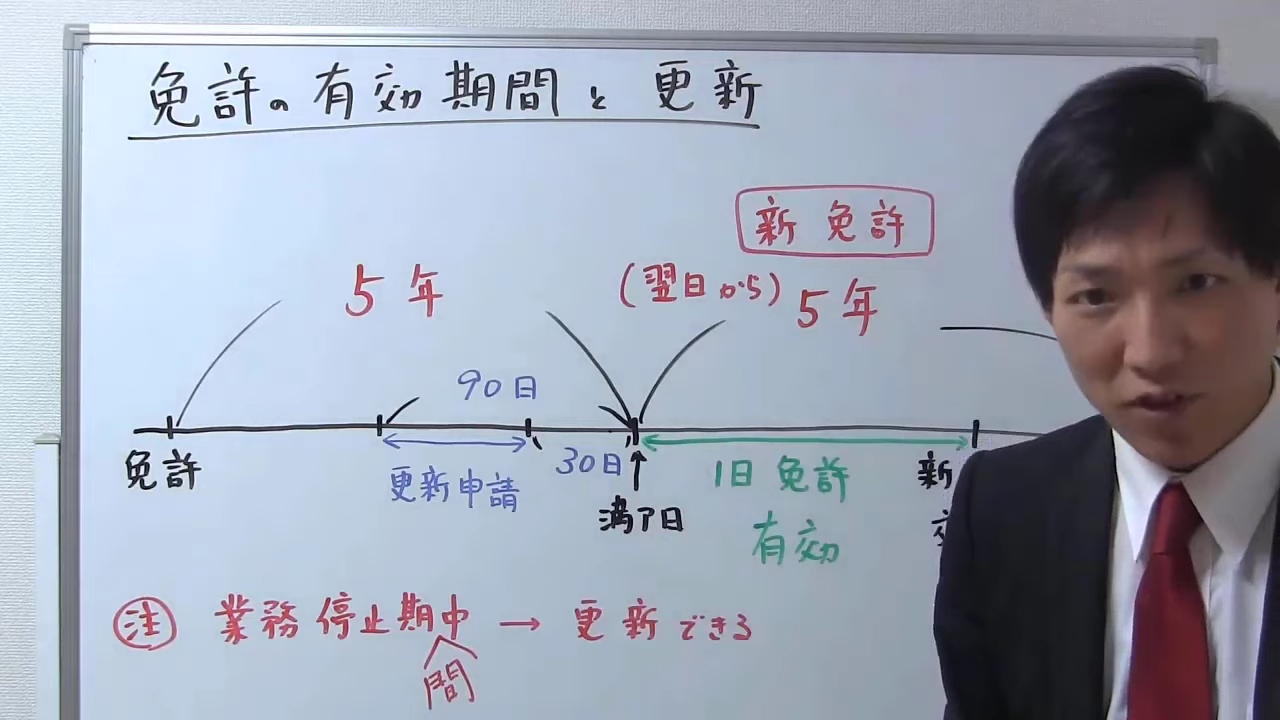 免許の有効期間と更新
新免許
5年
(翌日から) 5年
90日
免許
更新申請
30日
満了日
旧免許
有効
新
注 業務停止期中 → 更新できる
間